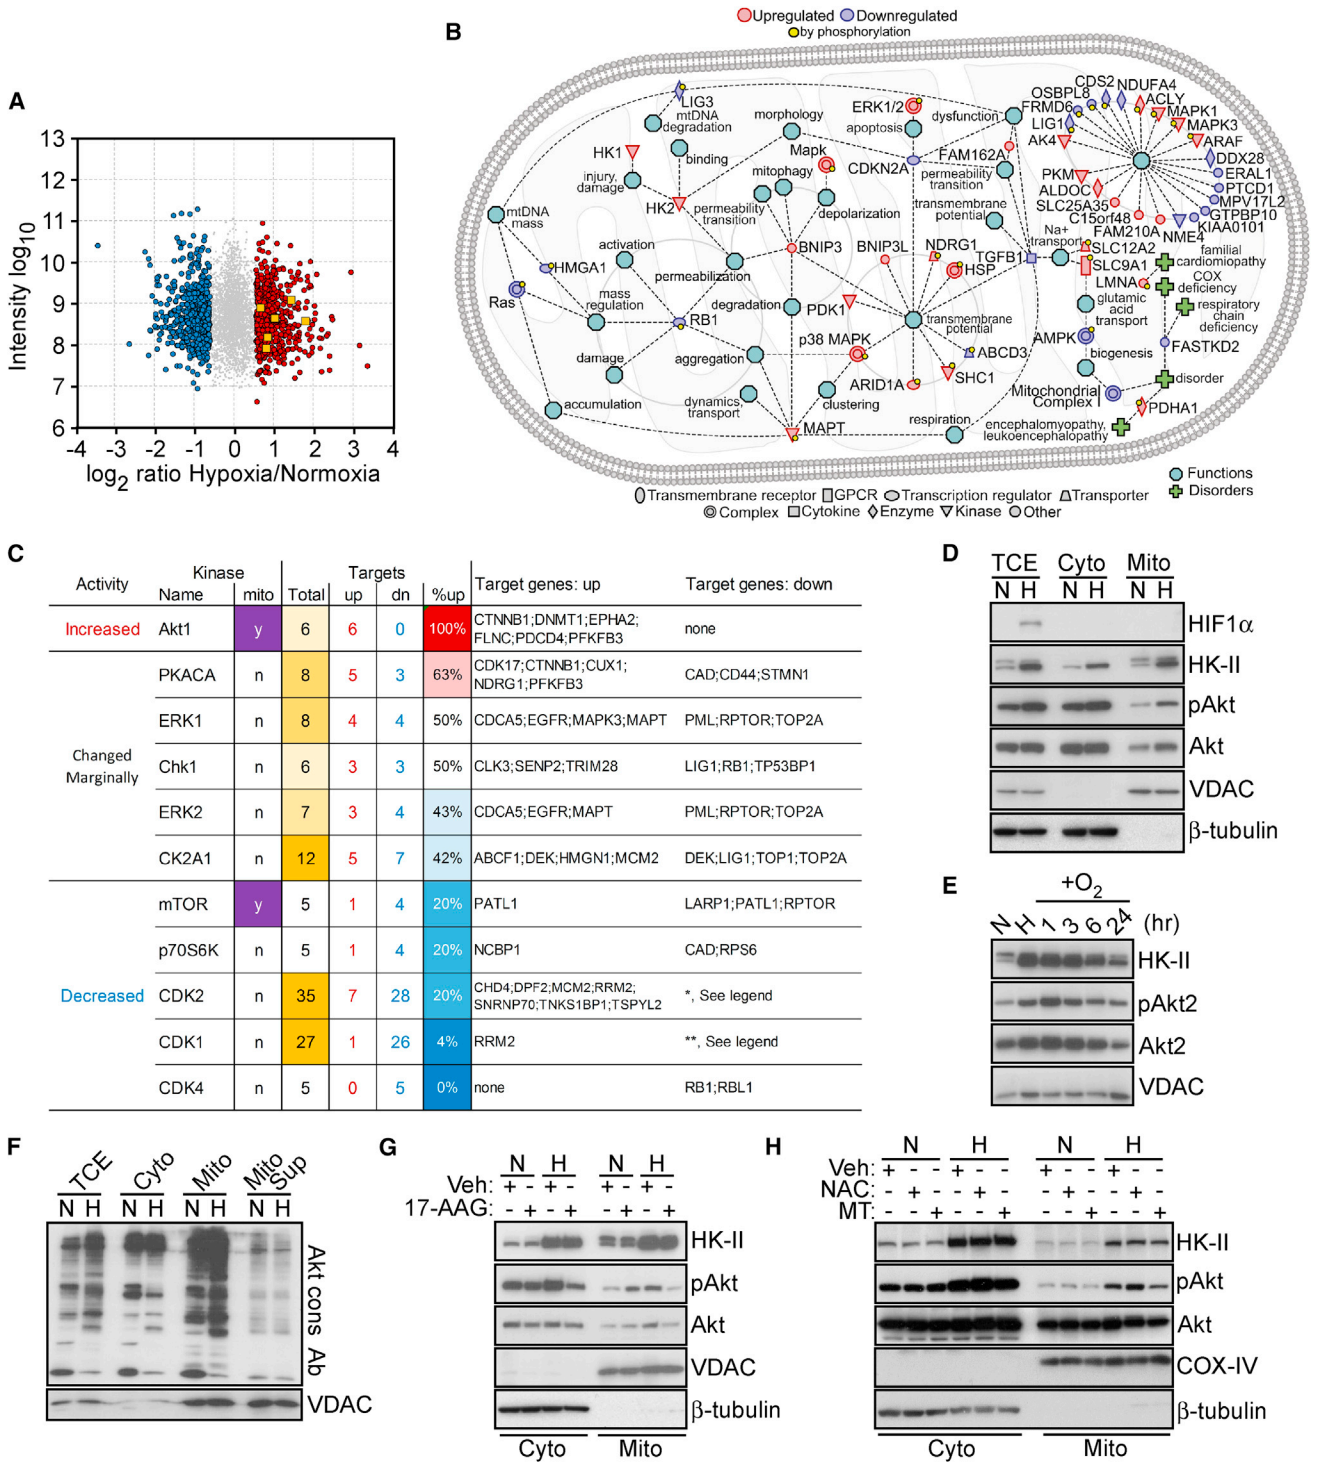 A
13
12
11
10
9
8
7
6
Intensity log10
-4 -3 -2 -1 0 1 2 3 4
log2 ratio Hypoxia/Normoxia
B
Upregulated Downregulated
by phosphorylation
LIG3
mtDNA
degradation
binding
HK1
injury,
damage
HK2
morphology
Mapk
mitophagy
permeability
transition
depolarization
ERK1/2
apoptosis
CDKN2A
dysfunction
FAM162A
permeability
transition
transmembrane
potential
mtDNA
mass
HMGA1
Ras
activation
mass
regulation
permeabilization
RB1
damage
accumulation
BNIP3
BNIP3L
NDRG1
HSP
TGFB1
degradation
PDK1
p38 MAPK
transmembrane
potential
aggregation
dynamics,
transport
MAPT
clustering
ARID1A
SHC1
ABCD3
respiration
CDS2
NDUFA4
OSBPL8
ACLY
FRMD6
MAPK1
LIG1
MAPK3
AK4
ARAF
DDX28
PKM
ERAL1
ALDOC
PTCD1
SLC25A35
MPV17L2
C15orf48
GTPBP10
FAM210A
KIAA0101
NME4
Na+
transport
SLC12A2
SLC9A1
LMNA
familial
cardiomiopathy
COX
deficiency
respiratory
chain
deficiency
glutamic
acid
transport
AMPK
biogenesis
FASTKD2
disorder
Mitochondrial
Complex I
PDHA1
encephalomyopathy,
leukoencephalopathy
Functions
Disorders
Transmembrane receptor GPCR Transcription regulator Transporter
Complex Cytokine Enzyme Kinase Other
C
Activity Kinase Targets Target genes: up Target genes: down
Name mito Total up dn %up
Increased Akt1 y 6 6 0 100% CTNNB1;DNMT1;EPHA2; none
FLNC;PDCD4;PFKFB3
PKACA n 8 5 3 63% CDK17;CTNNB1;CUX1; CAD;CD44;STMN1
NDRG1;PFKFB3
ERK1 n 8 4 4 50% CDCA5;EGFR;MAPK3;MAPT PML;RPTOR;TOP2A
Changed
Marginally
Chk1 n 6 3 3 50% CLK3;SENP2;TRIM28 LIG1;RB1;TP53BP1
ERK2 n 7 3 4 43% CDCA5;EGFR;MAPT PML;RPTOR;TOP2A
CK2A1 n 12 5 7 42% ABCF1;DEK;HMGN1;MCM2 DEK;LIG1;TOP1;TOP2A
mTOR y 5 1 4 20% PATL1 LARP1;PATL1;RPTOR
p70S6K n 5 1 4 20% NCBP1 CAD;RPS6
Decreased CDK2 n 35 7 28 20% CHD4;DPF2;MCM2;RRM2; *, See legend
SNRNP70;TNKS1BP1;TSPYL2
CDK1 n 27 1 26 4% RRM2 **, See legend
CDK4 n 5 0 5 0% none RB1;RBL1
D
TCE Cyto Mito
N H N H N H
HIF1α
HK-II
pAkt
Akt
VDAC
β-tubulin
E
+O2
N H 1 3 6 24 (hr)
HK-II
pAkt2
Akt2
VDAC
F
TCE Cyto Mito Mito Sup
N H N H N H N H
Akt cons Ab
VDAC
G
N H N H
Veh: + - + - + - + -
17-AAG: - + - + - + - +
HK-II
pAkt
Akt
VDAC
β-tubulin
Cyto Mito
H
N H N H
Veh: + - - + - - + - - + - -
NAC: - + - - + - - + - - + -
MT: - - + - - + - - + - - +
HK-II
pAkt
Akt
COX-IV
β-tubulin
Cyto Mito